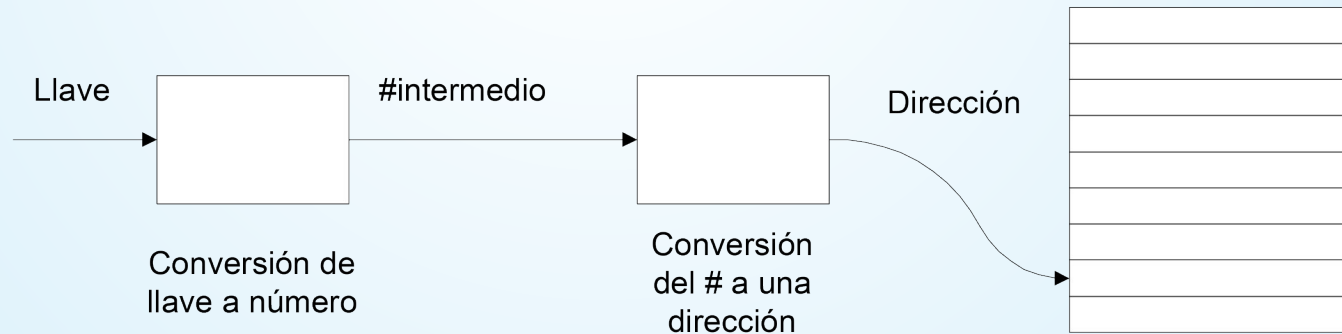 Llave
#intermedio
Dirección
Conversión de
llave a número
Conversión
del # a una
dirección